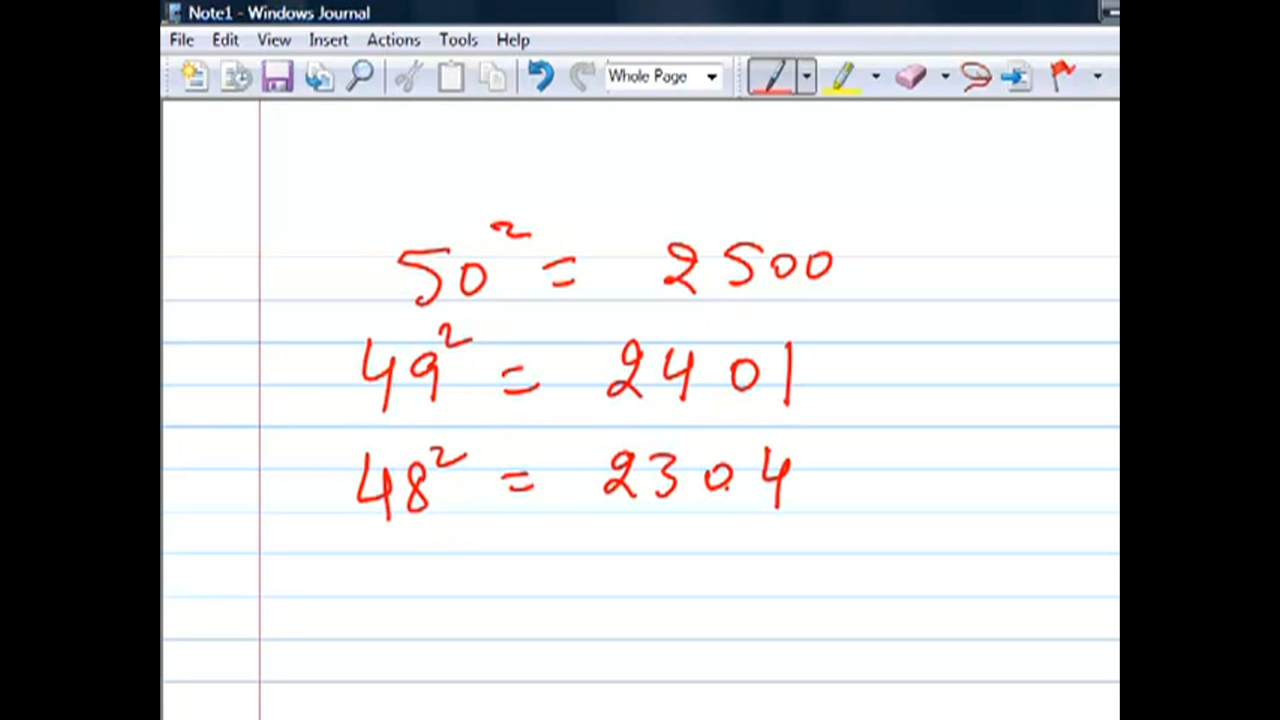 Note1 - Windows Journal
File Edit View Insert Actions Tools Help
Whole Page
50² = 2500
49² = 2401
48² = 2304